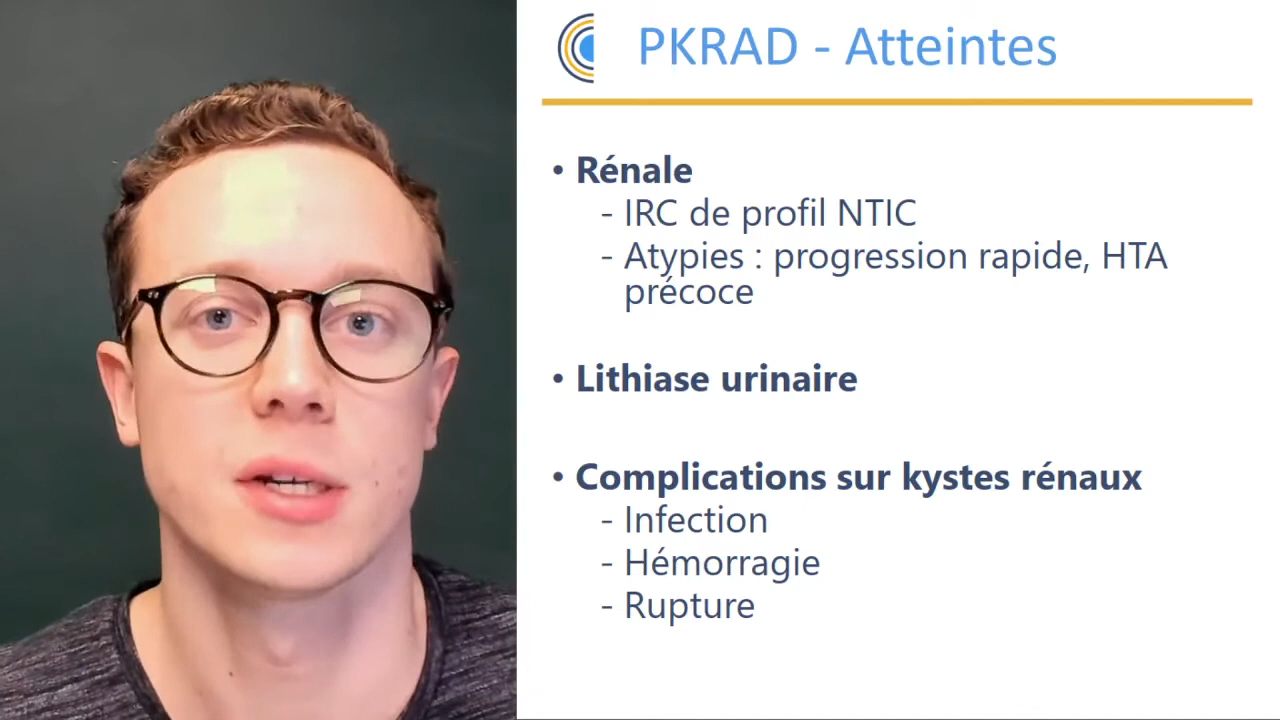 PKRAD - Atteintes
• Rénale
- IRC de profil NTIC
- Atypies : progression rapide, HTA
précoce
• Lithiase urinaire
• Complications sur kystes rénaux
- Infection
- Hémorragie
- Rupture